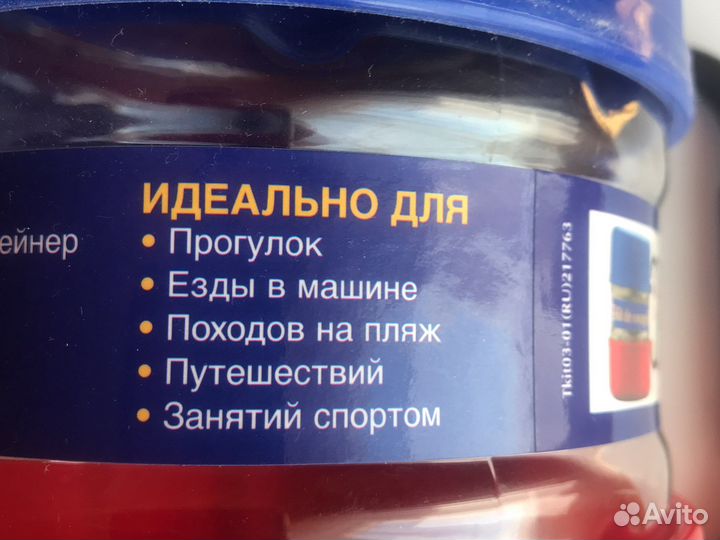 ейнер
ИДЕАЛЬНО ДЛЯ
• Прогулок
• Езды в машине
• Походов на пляж
• Путешествий
• Занятий спортом
Tkit03-01(RU)217763
Avito